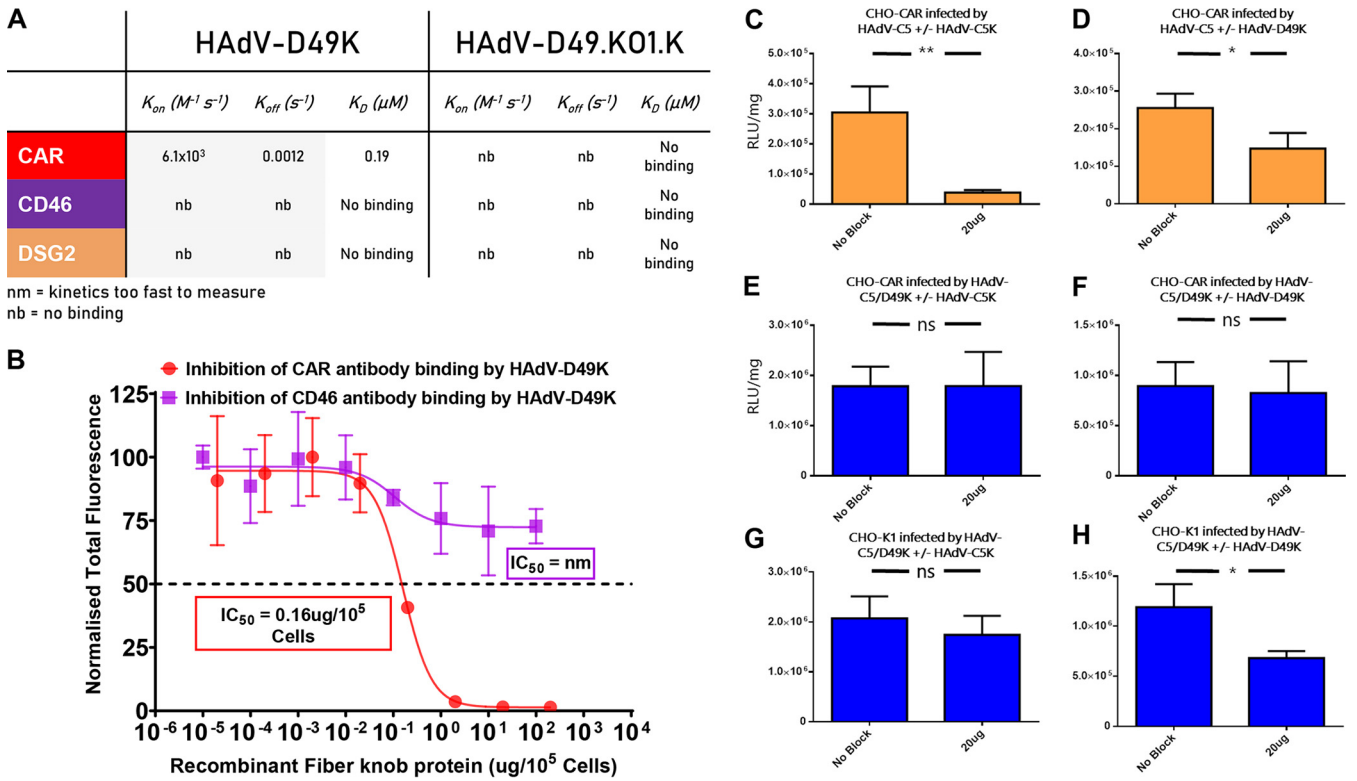 A
HAdV-D49K
HAdV-D49.KO1.K
Kon (M-1 s-1)
Koff (s-1)
KD (μM)
Kon (M-1 s-1)
Koff (s-1)
KD (μM)
CAR
6.1x10³
0.0012
0.19
nb
nb
No
binding
CD46
nb
nb
No binding
nb
nb
No
binding
DSG2
nb
nb
No binding
nb
nb
No
binding
nm = kinetics too fast to measure
nb = no binding
B
Inhibition of CAR antibody binding by HAdV-D49K
Inhibition of CD46 antibody binding by HAdV-D49K
Normalised Total Fluorescence
125
100
75
50
25
0
IC50 = nm
IC50 = 0.16ug/10⁵
Cells
10⁻⁶ 10⁻⁵ 10⁻⁴ 10⁻³ 10⁻² 10⁻¹ 10⁰ 10¹ 10² 10³ 10⁴
Recombinant Fiber knob protein (ug/10⁵ Cells)
C
CHO-CAR infected by
HAdV-C5 +/- HAdV-C5K
RLU/mg
5.0×10⁵
4.0×10⁵
3.0×10⁵
2.0×10⁵
1.0×10⁵
0
**
No Block
20ug
D
CHO-CAR infected by
HAdV-C5 +/- HAdV-D49K
4.0×10⁵
3.0×10⁵
2.0×10⁵
1.0×10⁵
0
*
No Block
20ug
E
CHO-CAR infected by HAdV-
C5/D49K +/- HAdV-C5K
RLU/mg
3.0×10⁶
2.0×10⁶
1.0×10⁶
0
ns
No Block
20ug
F
CHO-CAR infected by HAdV-
C5/D49K +/- HAdV-D49K
1.5×10⁶
1.0×10⁶
5.0×10⁵
0
ns
No Block
20ug
G
CHO-K1 infected by HAdV-
C5/D49K +/- HAdV-C5K
3.0×10⁶
2.0×10⁶
1.0×10⁶
0
ns
No Block
20ug
H
CHO-K1 infected by HAdV-
C5/D49K +/- HAdV-D49K
1.5×10⁶
1.0×10⁶
5.0×10⁵
0
*
No Block
20ug